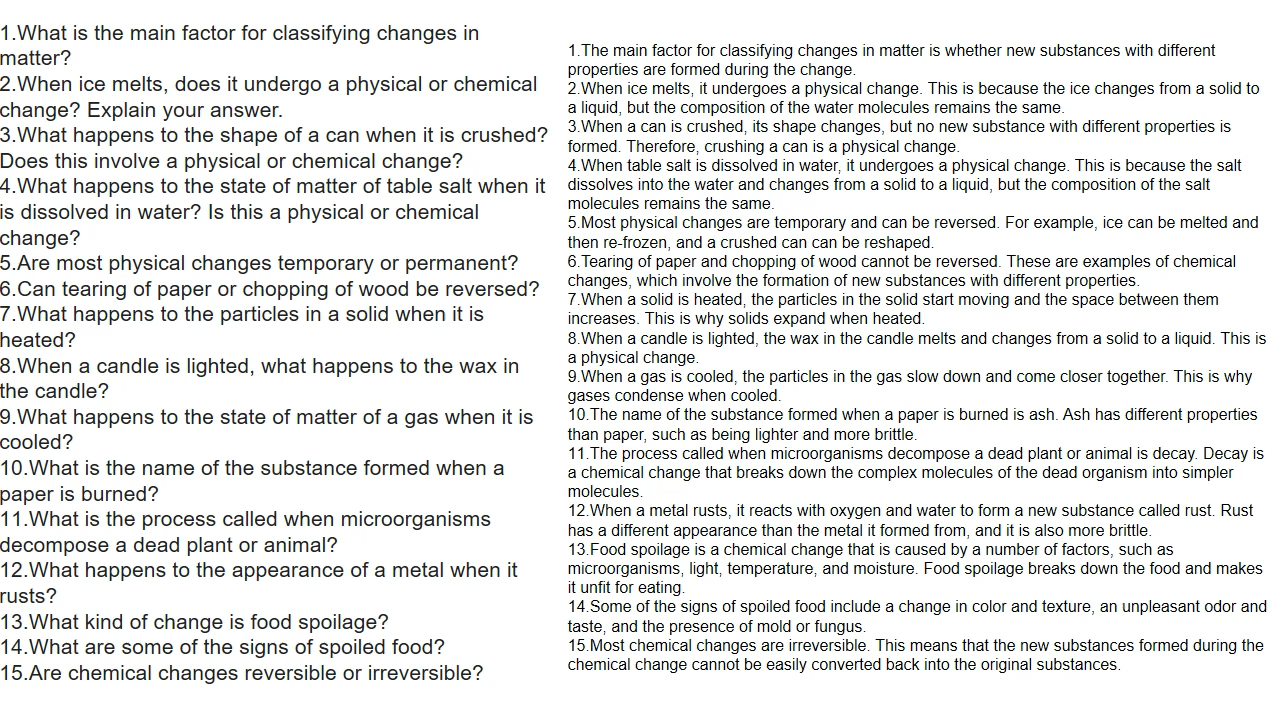 1.What is the main factor for classifying changes in
matter?
2.When ice melts, does it undergo a physical or chemical
change? Explain your answer.
3.What happens to the shape of a can when it is crushed?
Does this involve a physical or chemical change?
4.What happens to the state of matter of table salt when it
is dissolved in water? Is this a physical or chemical
change?
5.Are most physical changes temporary or permanent?
6.Can tearing of paper or chopping of wood be reversed?
7.What happens to the particles in a solid when it is
heated?
8.When a candle is lighted, what happens to the wax in
the candle?
9.What happens to the state of matter of a gas when it is
cooled?
10.What is the name of the substance formed when a
paper is burned?
11.What is the process called when microorganisms
decompose a dead plant or animal?
12.What happens to the appearance of a metal when it
rusts?
13.What kind of change is food spoilage?
14.What are some of the signs of spoiled food?
15.Are chemical changes reversible or irreversible?
1.The main factor for classifying changes in matter is whether new substances with different
properties are formed during the change.
2.When ice melts, it undergoes a physical change. This is because the ice changes from a solid to
a liquid, but the composition of the water molecules remains the same.
3.When a can is crushed, its shape changes, but no new substance with different properties is
formed. Therefore, crushing a can is a physical change.
4.When table salt is dissolved in water, it undergoes a physical change. This is because the salt
dissolves into the water and changes from a solid to a liquid, but the composition of the salt
molecules remains the same.
5.Most physical changes are temporary and can be reversed. For example, ice can be melted and
then re-frozen, and a crushed can can be reshaped.
6.Tearing of paper and chopping of wood cannot be reversed. These are examples of chemical
changes, which involve the formation of new substances with different properties.
7.When a solid is heated, the particles in the solid start moving and the space between them
increases. This is why solids expand when heated.
8.When a candle is lighted, the wax in the candle melts and changes from a solid to a liquid. This is
a physical change.
9.When a gas is cooled, the particles in the gas slow down and come closer together. This is why
gases condense when cooled.
10.The name of the substance formed when a paper is burned is ash. Ash has different properties
than paper, such as being lighter and more brittle.
11.The process called when microorganisms decompose a dead plant or animal is decay. Decay is
a chemical change that breaks down the complex molecules of the dead organism into simpler
molecules.
12.When a metal rusts, it reacts with oxygen and water to form a new substance called rust. Rust
has a different appearance than the metal it formed from, and it is also more brittle.
13.Food spoilage is a chemical change that is caused by a number of factors, such as
microorganisms, light, temperature, and moisture. Food spoilage breaks down the food and makes
it unfit for eating.
14.Some of the signs of spoiled food include a change in color and texture, an unpleasant odor and
taste, and the presence of mold or fungus.
15.Most chemical changes are irreversible. This means that the new substances formed during the
chemical change cannot be easily converted back into the original substances.